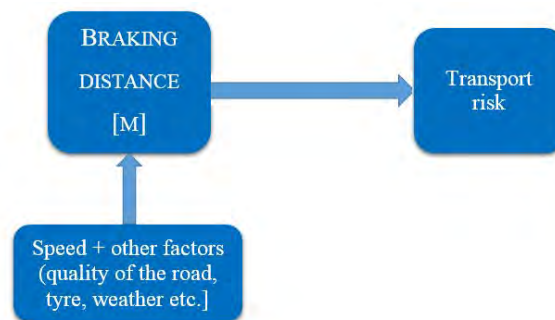 BRAKING
DISTANCE
[M]
Transport
risk
Speed + other factors
(quality of the road,
tyre, weather etc.]